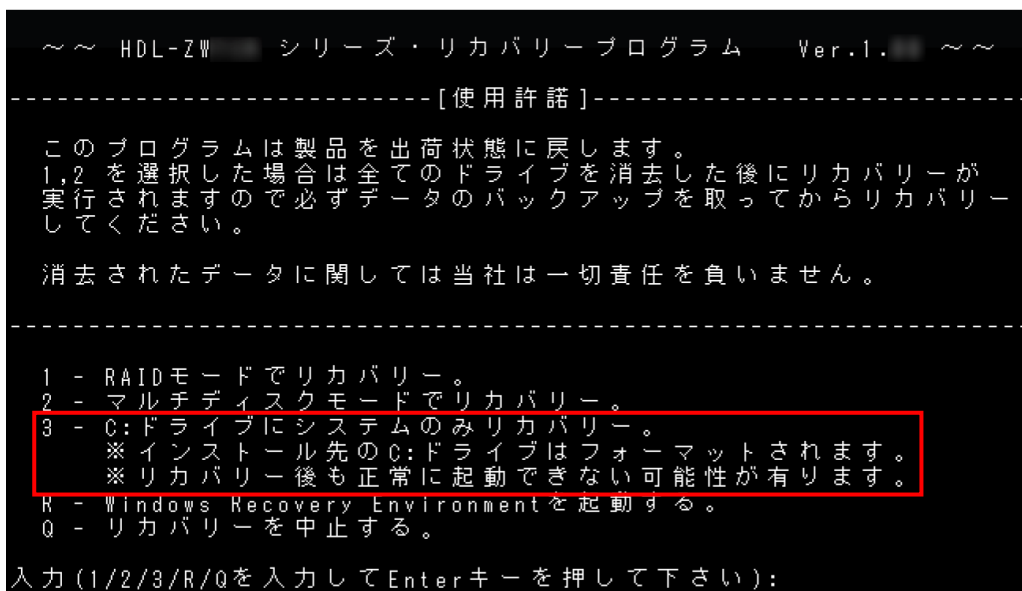 ～～ HDL-ZW シリーズ・リカバリープログラム Ver.1. ～～
---------------------------[使用許諾]---------------------------
このプログラムは製品を出荷状態に戻します。
1,2 を選択した場合は全てのドライブを消去した後にリカバリーが
実行されますので必ずデータのバックアップを取ってからリカバリー
してください。
消去されたデータに関しては当社は一切責任を負いません。
----------------------------------------------------------------
1 - RAIDモードでリカバリー。
2 - マルチディスクモードでリカバリー。
3 - C:ドライブにシステムのみリカバリー。
※インストール先のC:ドライブはフォーマットされます。
※リカバリー後も正常に起動できない可能性が有ります。
R - Windows Recovery Environmentを起動する。
Q - リカバリーを中止する。
入力(1/2/3/R/Qを入力してEnterキーを押して下さい):